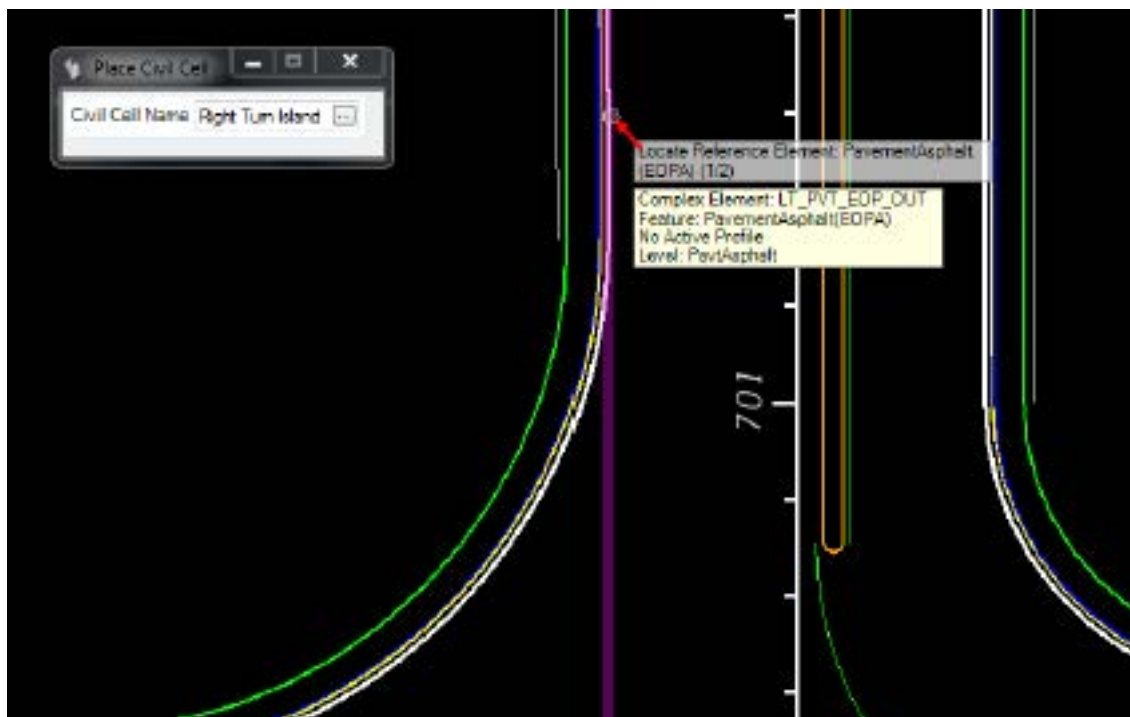 Place Civil Cell
Civil Cell Name Right Turn Island
Locate Reference Element: PavementAsphalt
(EOPA) (1/2)
Complex Element: LT_PVT_EOP_OUT
Feature: PavementAsphalt(EOPA)
No Active Profile
Level: PavtAsphalt
701